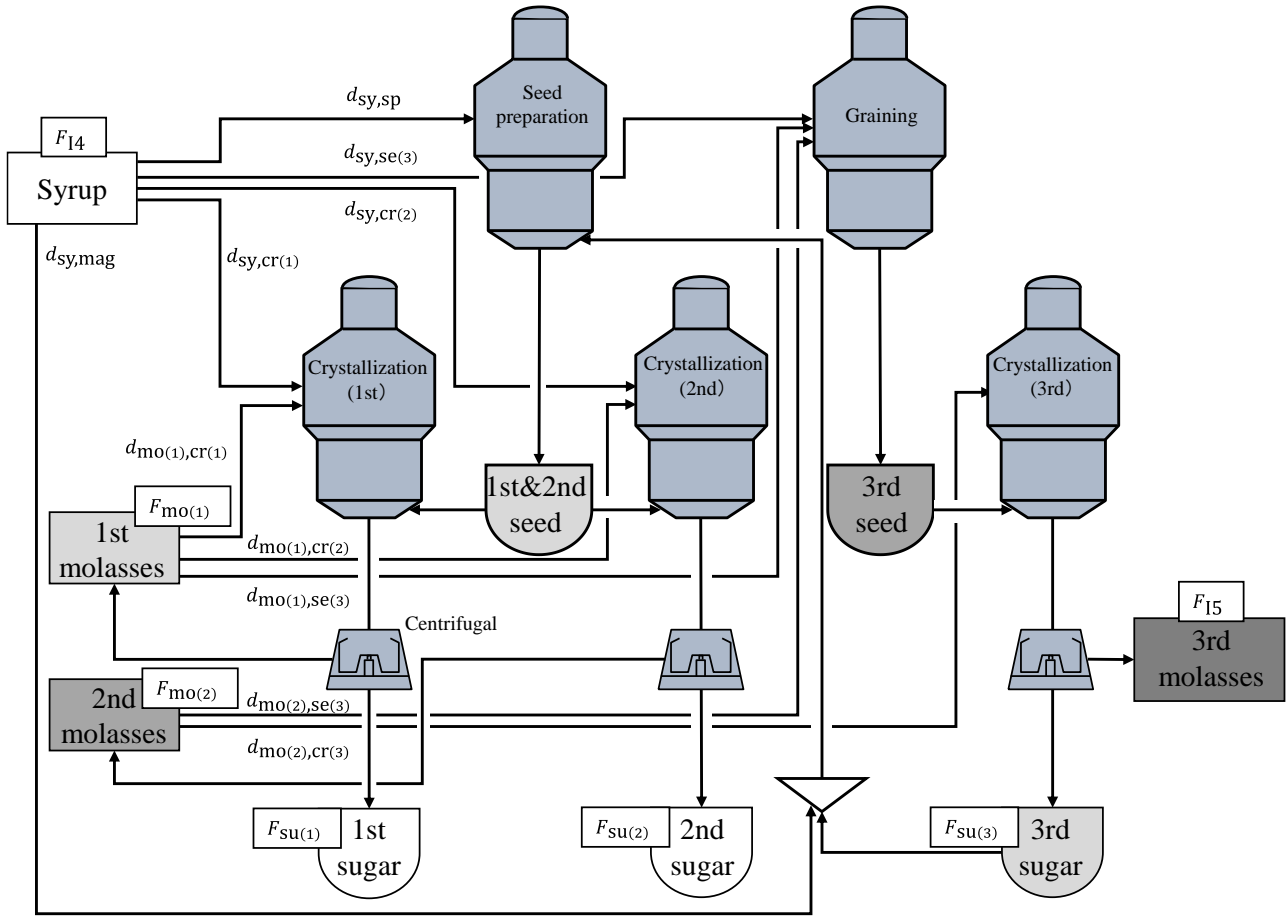 Seed
preparation
Graining
d_sy,sp
F_I4
Syrup
d_sy,se(3)
d_sy,cr(2)
d_sy,mag
d_sy,cr(1)
Crystallization
(1st)
Crystallization
(2nd)
Crystallization
(3rd)
d_mo(1),cr(1)
1st&2nd
seed
3rd
seed
F_mo(1)
1st
molasses
d_mo(1),cr(2)
d_mo(1),se(3)
F_I5
3rd
molasses
Centrifugal
F_mo(2)
2nd
molasses
d_mo(2),se(3)
d_mo(2),cr(3)
F_su(1)
1st
sugar
F_su(2)
2nd
sugar
F_su(3)
3rd
sugar